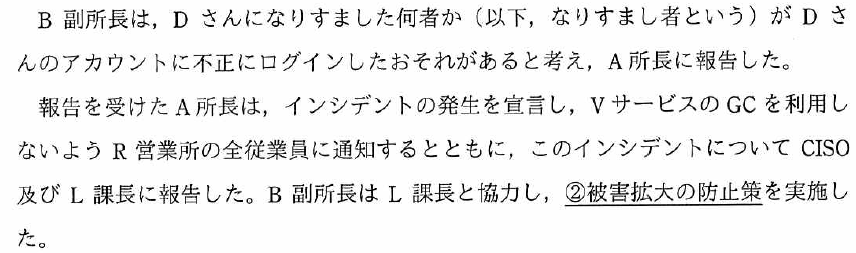 B 副所長は，D さんになりすました何者か（以下，なりすまし者という）が D さ
んのアカウントに不正にログインしたおそれがあると考え，A 所長に報告した。
報告を受けた A 所長は，インシデントの発生を宣言し，V サービスの GC を利用し
ないよう R 営業所の全従業員に通知するとともに，このインシデントについて CISO
及び L 課長に報告した。B 副所長は L 課長と協力し，②被害拡大の防止策を実施し
た。